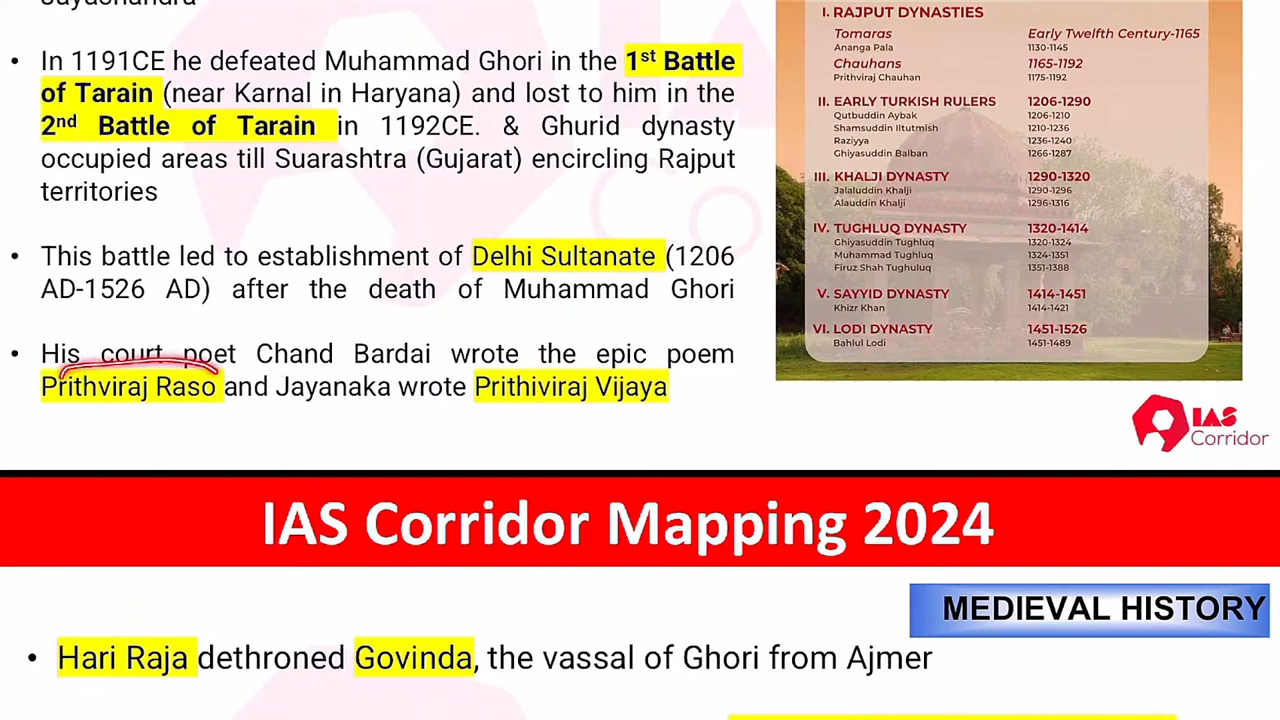 Jayachandra
• In 1191CE he defeated Muhammad Ghori in the 1st Battle
of Tarain (near Karnal in Haryana) and lost to him in the
2nd Battle of Tarain in 1192CE. & Ghurid dynasty
occupied areas till Suarashtra (Gujarat) encircling Rajput
territories
• This battle led to establishment of Delhi Sultanate (1206
AD-1526 AD) after the death of Muhammad Ghori
• His court poet Chand Bardai wrote the epic poem
Prithviraj Raso and Jayanaka wrote Prithiviraj Vijaya
I. RAJPUT DYNASTIES
Tomaras Early Twelfth Century-1165
Ananga Pala 1130-1145
Chauhans 1165-1192
Prithviraj Chauhan 1175-1192
II. EARLY TURKISH RULERS 1206-1290
Qutbuddin Aybak 1206-1210
Shamsuddin Iltutmish 1210-1236
Raziyya 1236-1240
Ghiyasuddin Balban 1266-1287
III. KHALJI DYNASTY 1290-1320
Jalaluddin Khalji 1290-1296
Alauddin Khalji 1296-1316
IV. TUGHLUQ DYNASTY 1320-1414
Ghiyasuddin Tughluq 1320-1324
Muhammad Tughluq 1324-1351
Firuz Shah Tughuluq 1351-1388
V. SAYYID DYNASTY 1414-1451
Khizr Khan 1414-1421
VI. LODI DYNASTY 1451-1526
Bahlul Lodi 1451-1489
IAS
Corridor
IAS Corridor Mapping 2024
MEDIEVAL HISTORY
• Hari Raja dethroned Govinda, the vassal of Ghori from Ajmer